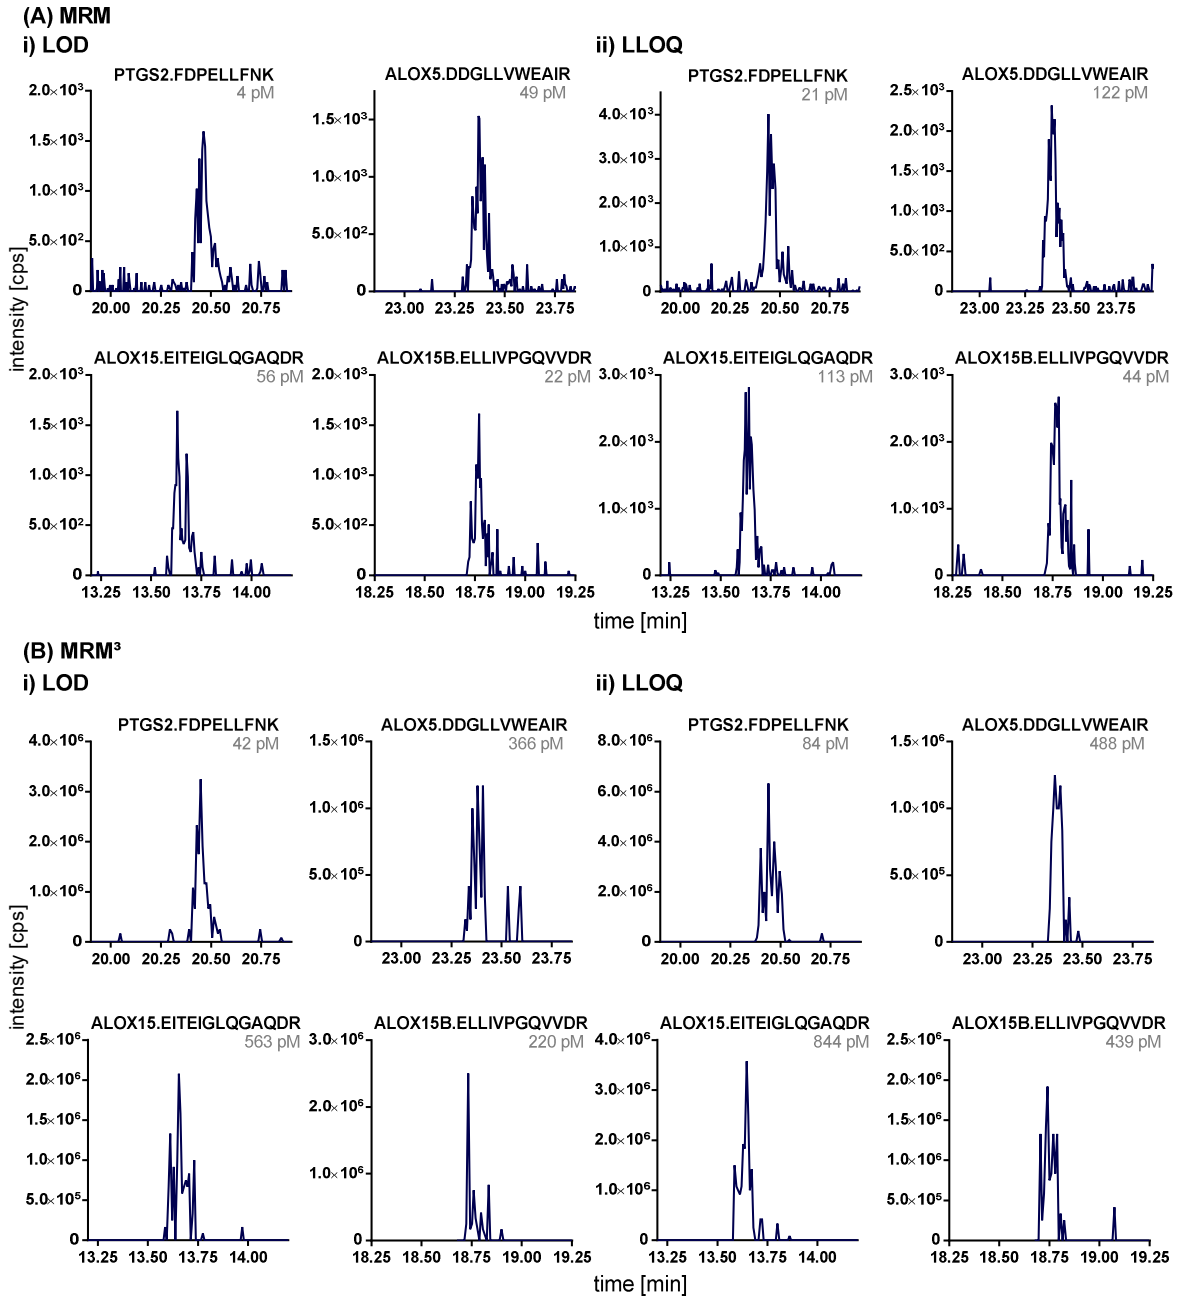 (A) MRM
i) LOD
ii) LLOQ
PTGS2.FDPELLFNK
4 pM
2.0×10³
1.5×10³
1.0×10³
5.0×10²
0
20.00 20.25 20.50 20.75
ALOX5.DDGLLVWEAIR
49 pM
1.5×10³
1.0×10³
5.0×10²
0
23.00 23.25 23.50 23.75
PTGS2.FDPELLFNK
21 pM
4.0×10³
3.0×10³
2.0×10³
1.0×10³
0
20.00 20.25 20.50 20.75
ALOX5.DDGLLVWEAIR
122 pM
2.5×10³
2.0×10³
1.5×10³
1.0×10³
5.0×10²
0
23.00 23.25 23.50 23.75
intensity [cps]
ALOX15.EITEIGLQGAQDR
56 pM
2.0×10³
1.5×10³
1.0×10³
5.0×10²
0
13.25 13.50 13.75 14.00
ALOX15B.ELLIVPGQVVDR
22 pM
2.0×10³
1.5×10³
1.0×10³
5.0×10²
0
18.25 18.50 18.75 19.00 19.25
ALOX15.EITEIGLQGAQDR
113 pM
3.0×10³
2.0×10³
1.0×10³
0
13.25 13.50 13.75 14.00
ALOX15B.ELLIVPGQVVDR
44 pM
3.0×10³
2.0×10³
1.0×10³
0
18.25 18.50 18.75 19.00 19.25
time [min]
(B) MRM³
i) LOD
ii) LLOQ
PTGS2.FDPELLFNK
42 pM
4.0×10⁶
3.0×10⁶
2.0×10⁶
1.0×10⁶
0
20.00 20.25 20.50 20.75
ALOX5.DDGLLVWEAIR
366 pM
1.5×10⁶
1.0×10⁶
5.0×10⁵
0
23.00 23.25 23.50 23.75
PTGS2.FDPELLFNK
84 pM
8.0×10⁶
6.0×10⁶
4.0×10⁶
2.0×10⁶
0
20.00 20.25 20.50 20.75
ALOX5.DDGLLVWEAIR
488 pM
1.5×10⁶
1.0×10⁶
5.0×10⁵
0
23.00 23.25 23.50 23.75
intensity [cps]
ALOX15.EITEIGLQGAQDR
563 pM
2.5×10⁶
2.0×10⁶
1.5×10⁶
1.0×10⁶
5.0×10⁵
0
13.25 13.50 13.75 14.00
ALOX15B.ELLIVPGQVVDR
220 pM
3.0×10⁶
2.0×10⁶
1.0×10⁶
0
18.25 18.50 18.75 19.00 19.25
ALOX15.EITEIGLQGAQDR
844 pM
4.0×10⁶
3.0×10⁶
2.0×10⁶
1.0×10⁶
0
13.25 13.50 13.75 14.00
ALOX15B.ELLIVPGQVVDR
439 pM
2.5×10⁶
2.0×10⁶
1.5×10⁶
1.0×10⁶
5.0×10⁵
0
18.25 18.50 18.75 19.00 19.25
time [min]